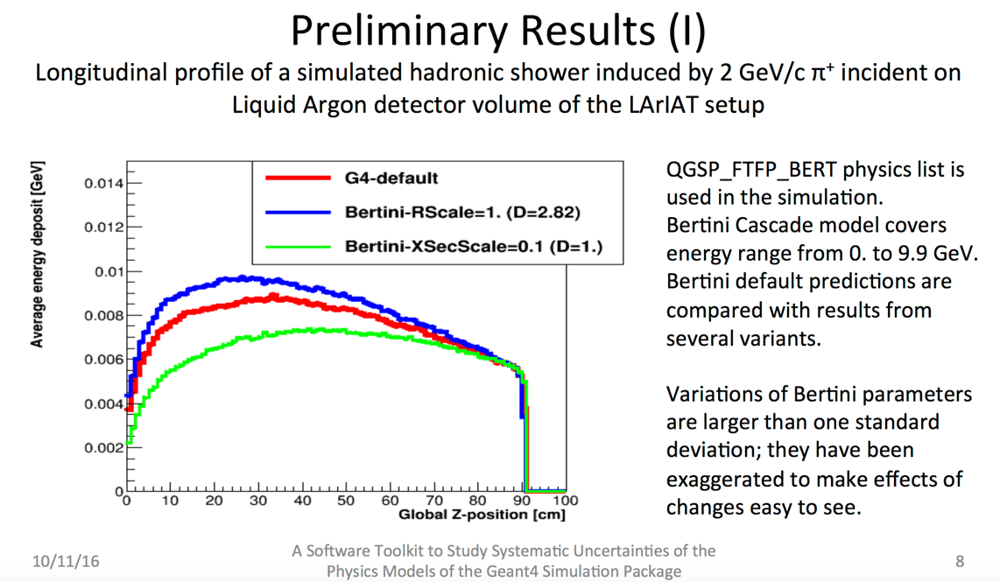 Preliminary Results (I)
Longitudinal profile of a simulated hadronic shower induced by 2 GeV/c π⁺ incident on
Liquid Argon detector volume of the LArIAT setup
Average energy deposit [GeV]
0.014
0.012
0.01
0.008
0.006
0.004
0.002
0
G4-default
Bertini-RScale=1. (D=2.82)
Bertini-XSecScale=0.1 (D=1.)
0 10 20 30 40 50 60 70 80 90 100
Global Z-position [cm]
QGSP_FTFP_BERT physics list is
used in the simulation.
Bertini Cascade model covers
energy range from 0. to 9.9 GeV.
Bertini default predictions are
compared with results from
several variants.
Variations of Bertini parameters
are larger than one standard
deviation; they have been
exaggerated to make effects of
changes easy to see.
10/11/16
A Software Toolkit to Study Systematic Uncertainties of the
Physics Models of the Geant4 Simulation Package
8